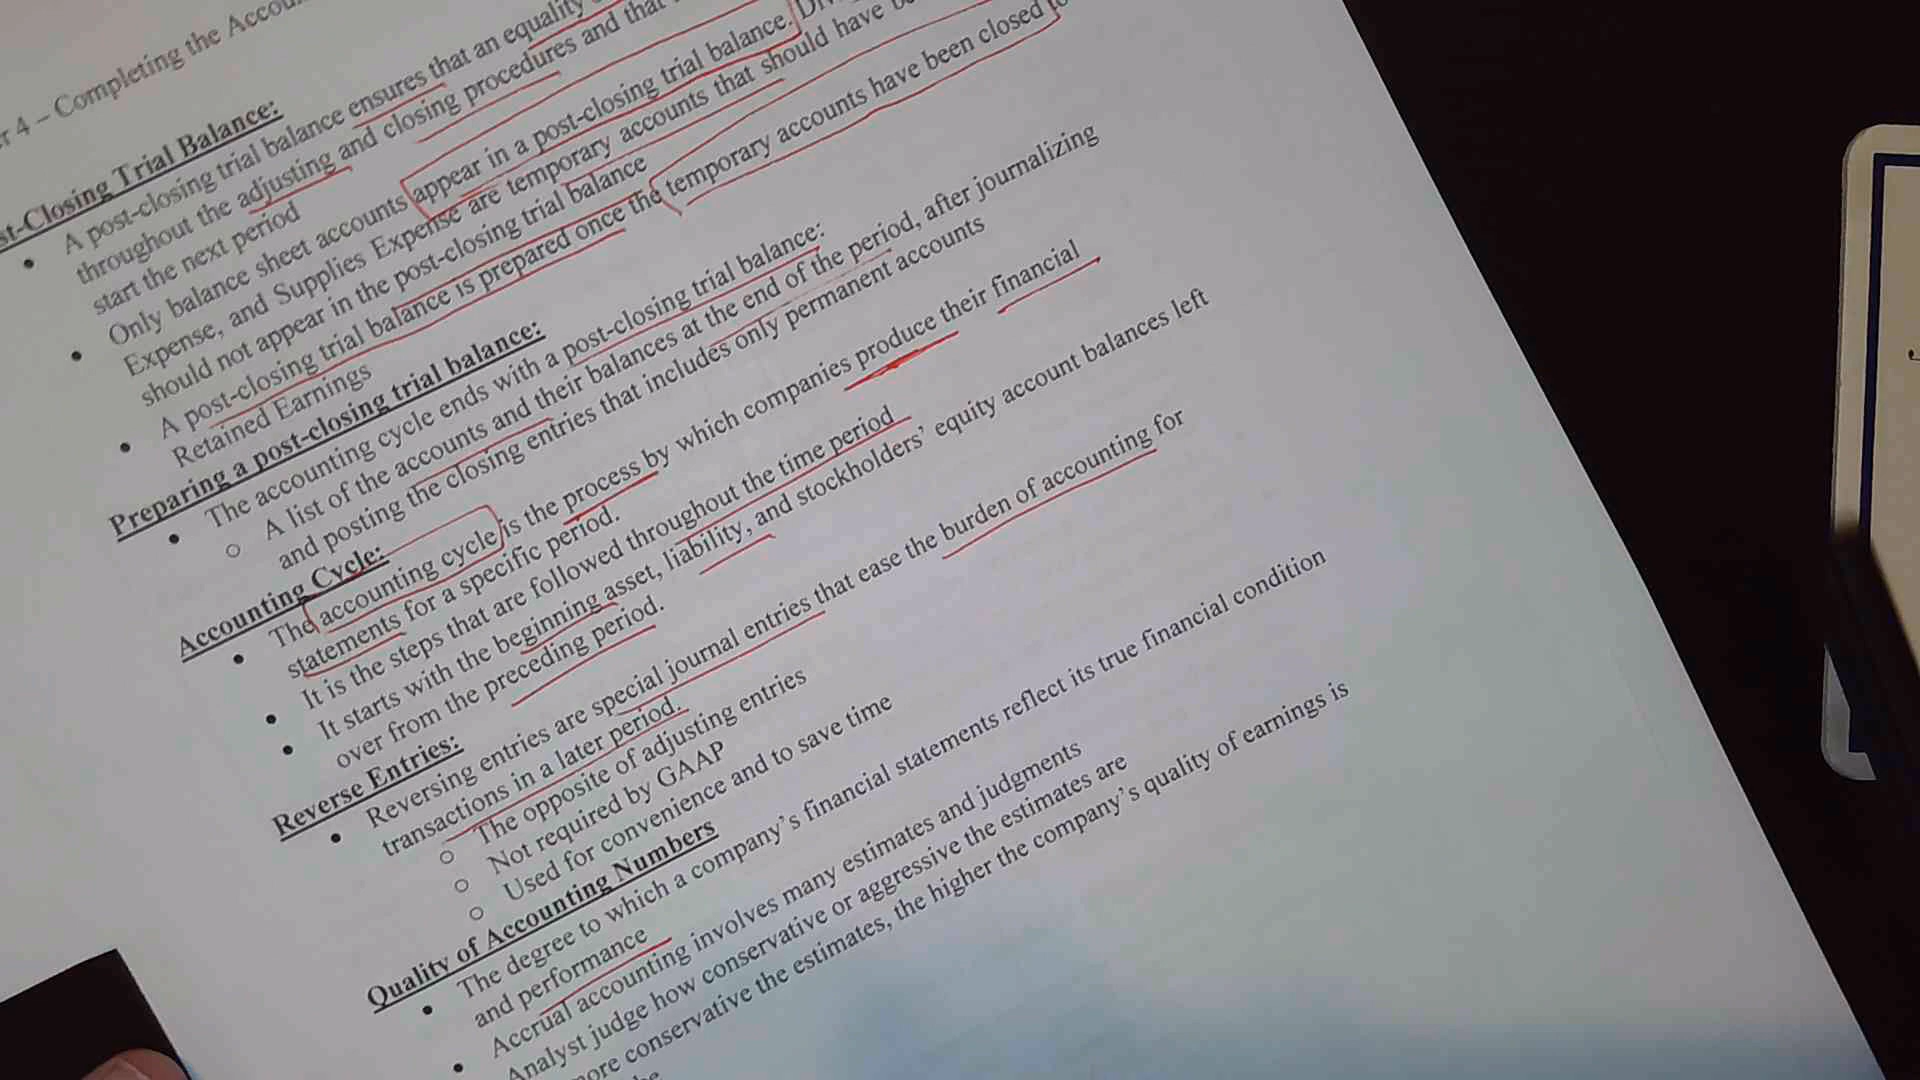 r 4 – Completing the Accou
st-Closing Trial Balance:
• A post-closing trial balance ensures that an equality
throughout the adjusting and closing procedures and that
start the next period
• Only balance sheet accounts appear in a post-closing trial balance. Div
Expense, and Supplies Expense are temporary accounts that should have be
should not appear in the post-closing trial balance
• A post-closing trial balance is prepared once the temporary accounts have been closed to
Retained Earnings
Preparing a post-closing trial balance:
• The accounting cycle ends with a post-closing trial balance:
○ A list of the accounts and their balances at the end of the period, after journalizing
and posting the closing entries that includes only permanent accounts
Accounting Cycle:
• The accounting cycle is the process by which companies produce their financial
statements for a specific period.
• It is the steps that are followed throughout the time period
• It starts with the beginning asset, liability, and stockholders’ equity account balances left
over from the preceding period.
Reverse Entries:
• Reversing entries are special journal entries that ease the burden of accounting for
transactions in a later period.
○ The opposite of adjusting entries
○ Not required by GAAP
○ Used for convenience and to save time
Quality of Accounting Numbers
• The degree to which a company’s financial statements reflect its true financial condition
and performance
• Accrual accounting involves many estimates and judgments
Analyst judge how conservative or aggressive the estimates are
ore conservative the estimates, the higher the company’s quality of earnings is